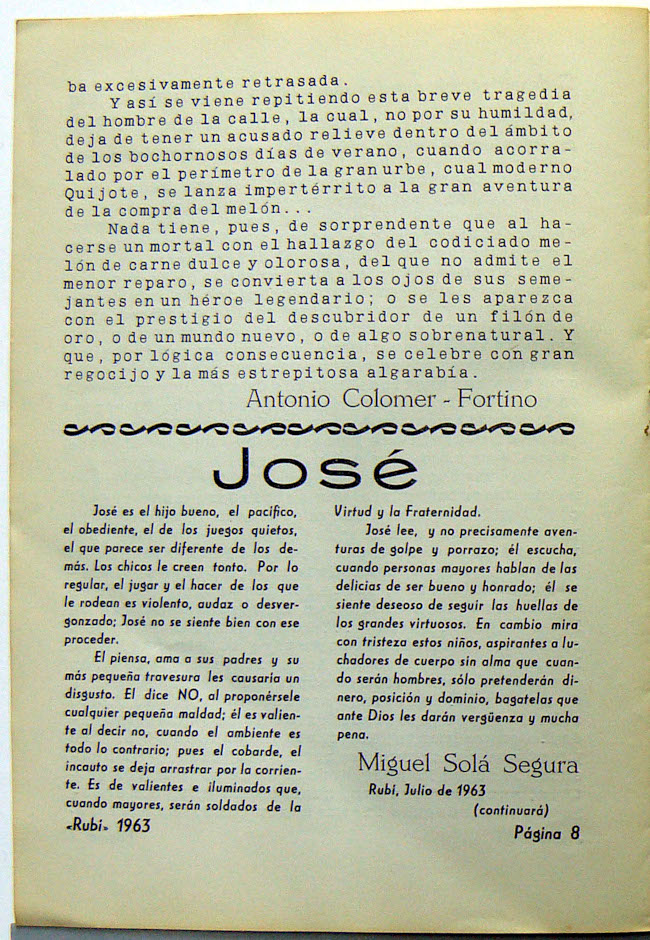 ba excesivamente retrasada.
Y así se viene repitiendo esta breve tragedia
del hombre de la calle, la cual, no por su humildad,
deja de tener un acusado relieve dentro del ámbito
de los bochornosos días de verano, cuando acorra-
lado por el perímetro de la gran urbe, cual moderno
Quijote, se lanza impertérrito a la gran aventura
de la compra del melón...
Nada tiene, pues, de sorprendente que al ha-
cerse un mortal con el hallazgo del codiciado me-
lón de carne dulce y olorosa, del que no admite el
menor reparo, se convierta a los ojos de sus seme-
jantes en un héroe legendario; o se les aparezca
con el prestigio del descubridor de un filón de
oro, o de un mundo nuevo, o de algo sobrenatural. Y
que, por lógica consecuencia, se celebre con gran
regocijo y la más estrepitosa algarabía.
Antonio Colomer - Fortino
José
José es el hijo bueno, el pacífico,
el obediente, el de los juegos quietos,
el que parece ser diferente de los de-
más. Los chicos le creen tonto. Por lo
regular, el jugar y el hacer de los que
le rodean es violento, audaz o desver-
gonzado; José no se siente bien con ese
proceder.
El piensa, ama a sus padres y su
más pequeña travesura les causaría un
disgusto. El dice NO, al proponérsele
cualquier pequeña maldad; él es valien-
te al decir no, cuando el ambiente es
todo lo contrario; pues el cobarde, el
incauto se deja arrastrar por la corrien-
te. Es de valientes e iluminados que,
cuando mayores, serán soldados de la
Virtud y la Fraternidad.
José lee, y no precisamente aven-
turas de golpe y porrazo; él escucha,
cuando personas mayores hablan de las
delicias de ser bueno y honrado; él se
siente deseoso de seguir las huellas de
los grandes virtuosos. En cambio mira
con tristeza estos niños, aspirantes a lu-
chadores de cuerpo sin alma que cuan-
do serán hombres, sólo pretenderán di-
nero, posición y dominio, bagatelas que
ante Dios les darán vergüenza y mucha
pena.
Miguel Solá Segura
Rubí, Julio de 1963
(continuará)
«Rubí» 1963
Página 8